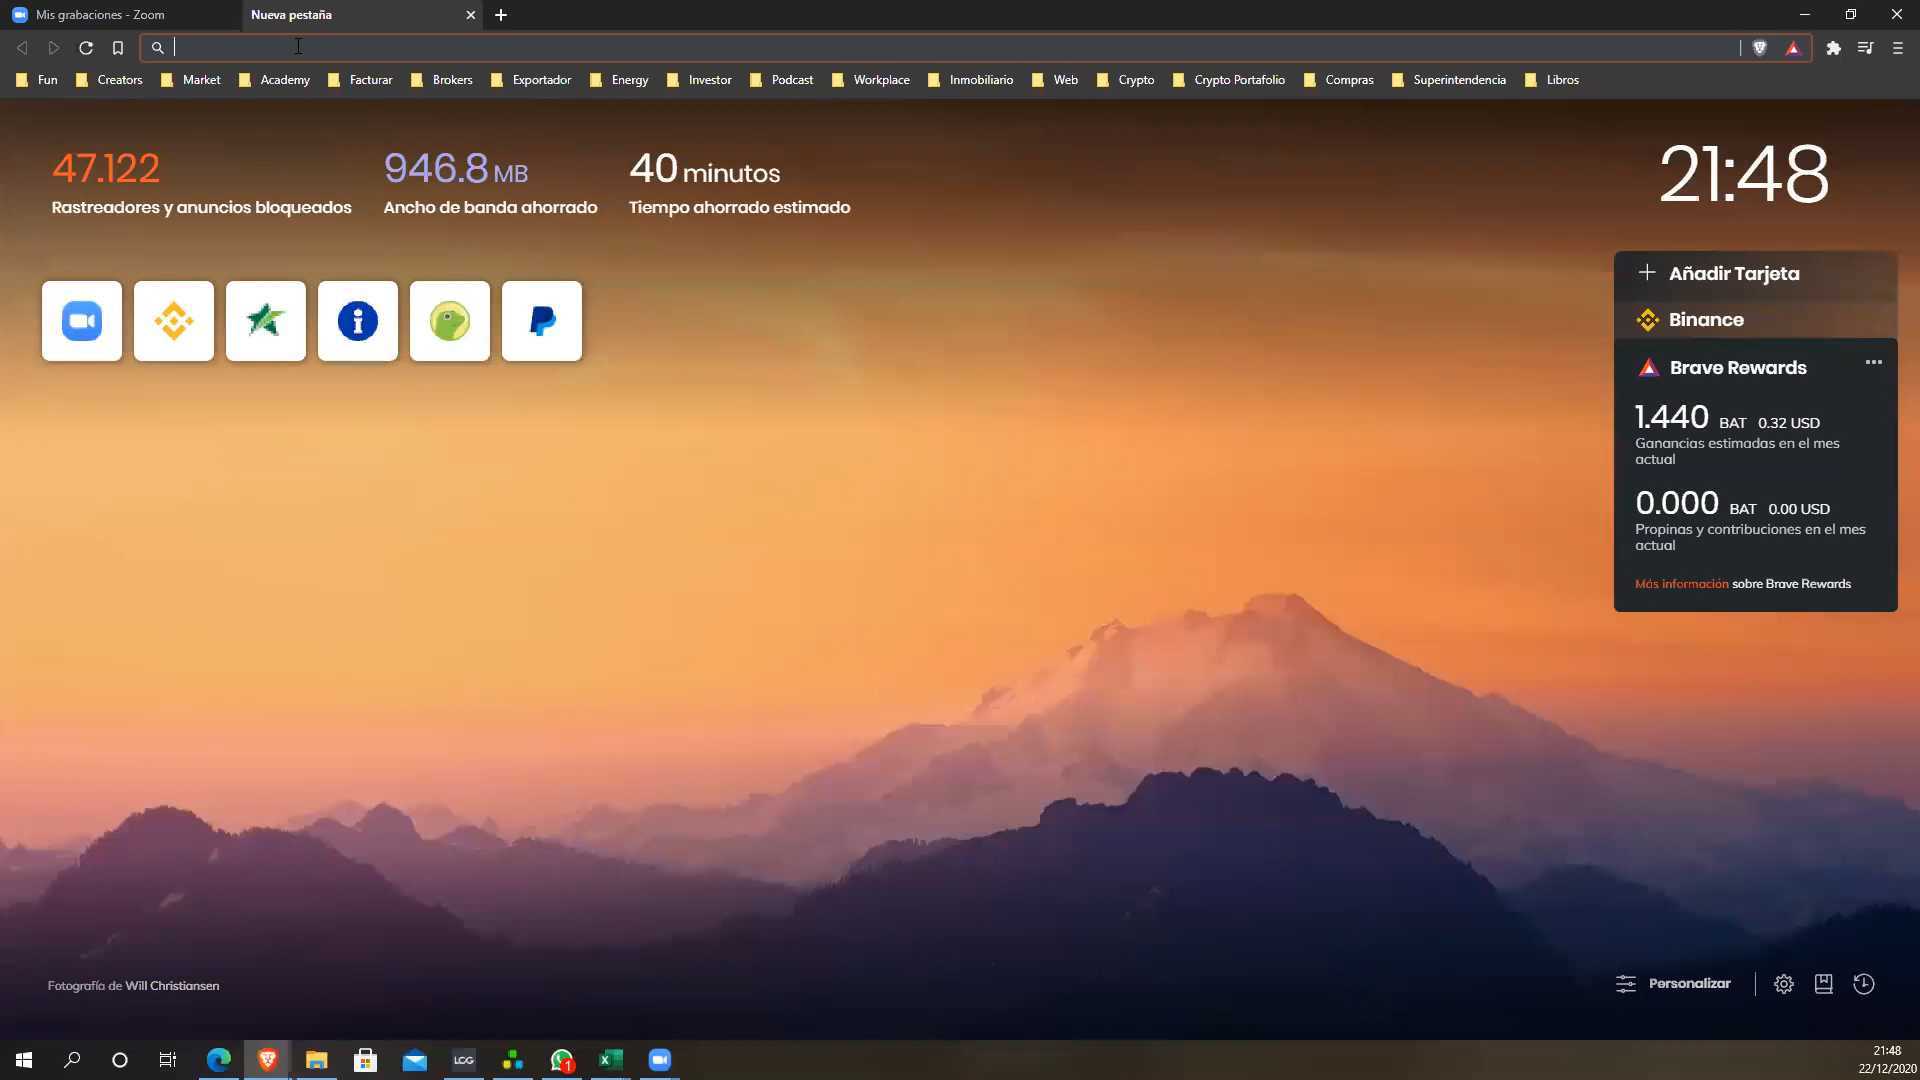 Mis grabaciones - Zoom
Nueva pestaña
Fun Creators Market Academy Facturar Brokers Exportador Energy Investor Podcast Workplace Inmobiliario Web Crypto Crypto Portafolio Compras Superintendencia Libros
47.122
Rastreadores y anuncios bloqueados
946.8 MB
Ancho de banda ahorrado
40 minutos
Tiempo ahorrado estimado
21:48
Añadir Tarjeta
Binance
Brave Rewards
1.440 BAT 0.32 USD
Ganancias estimadas en el mes
actual
0.000 BAT 0.00 USD
Propinas y contribuciones en el mes
actual
Más información sobre Brave Rewards
Fotografía de Will Christiansen
Personalizar
LCG
1
21:48
22/12/2020